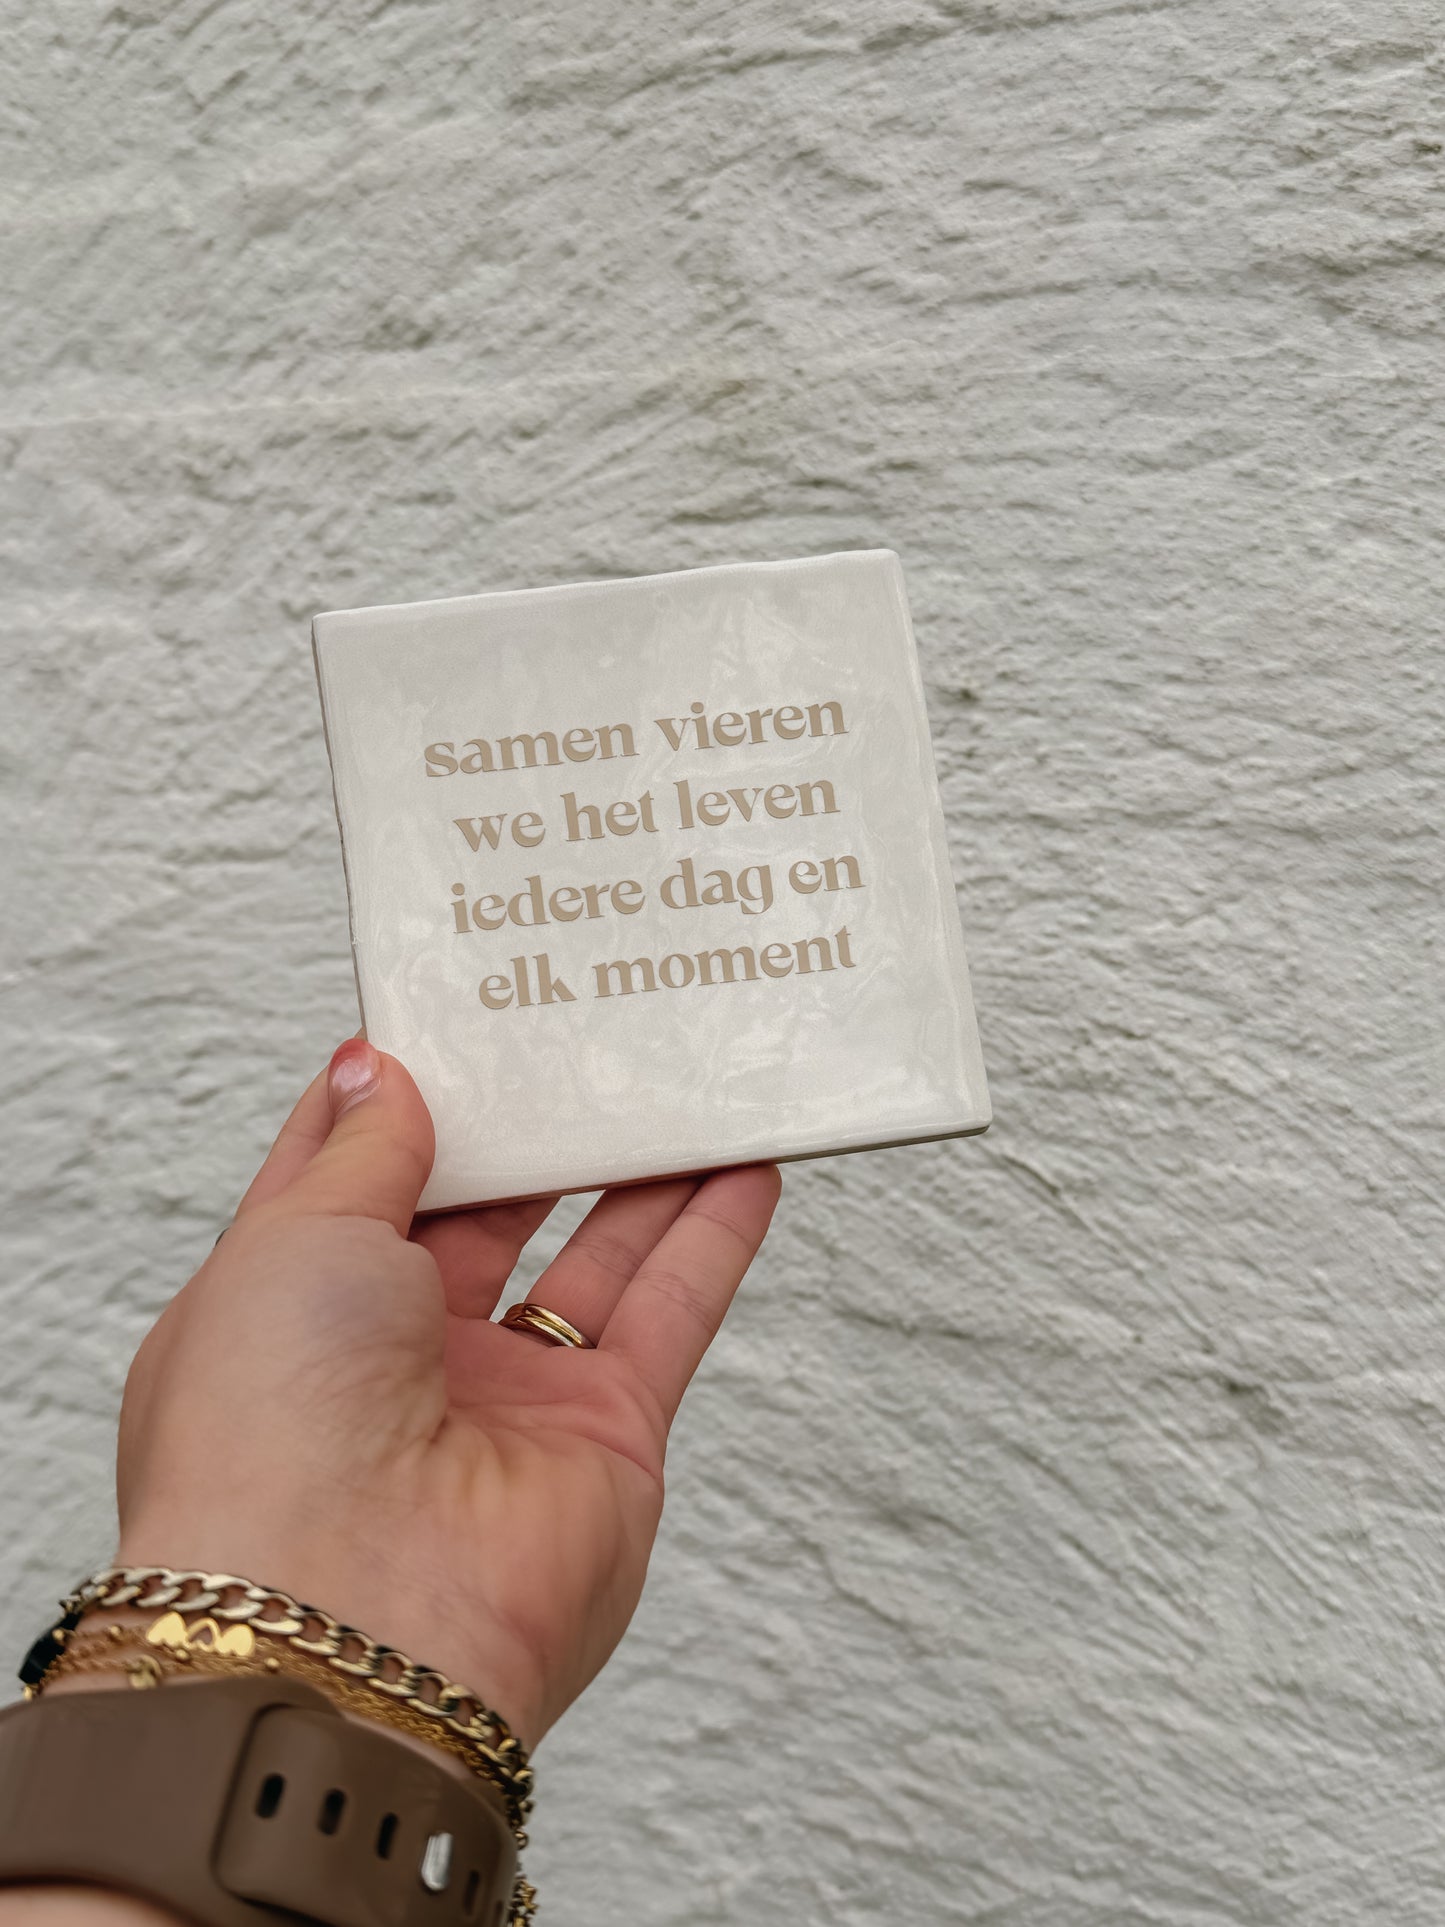 samen vieren
we het leven
iedere dag en
elk moment